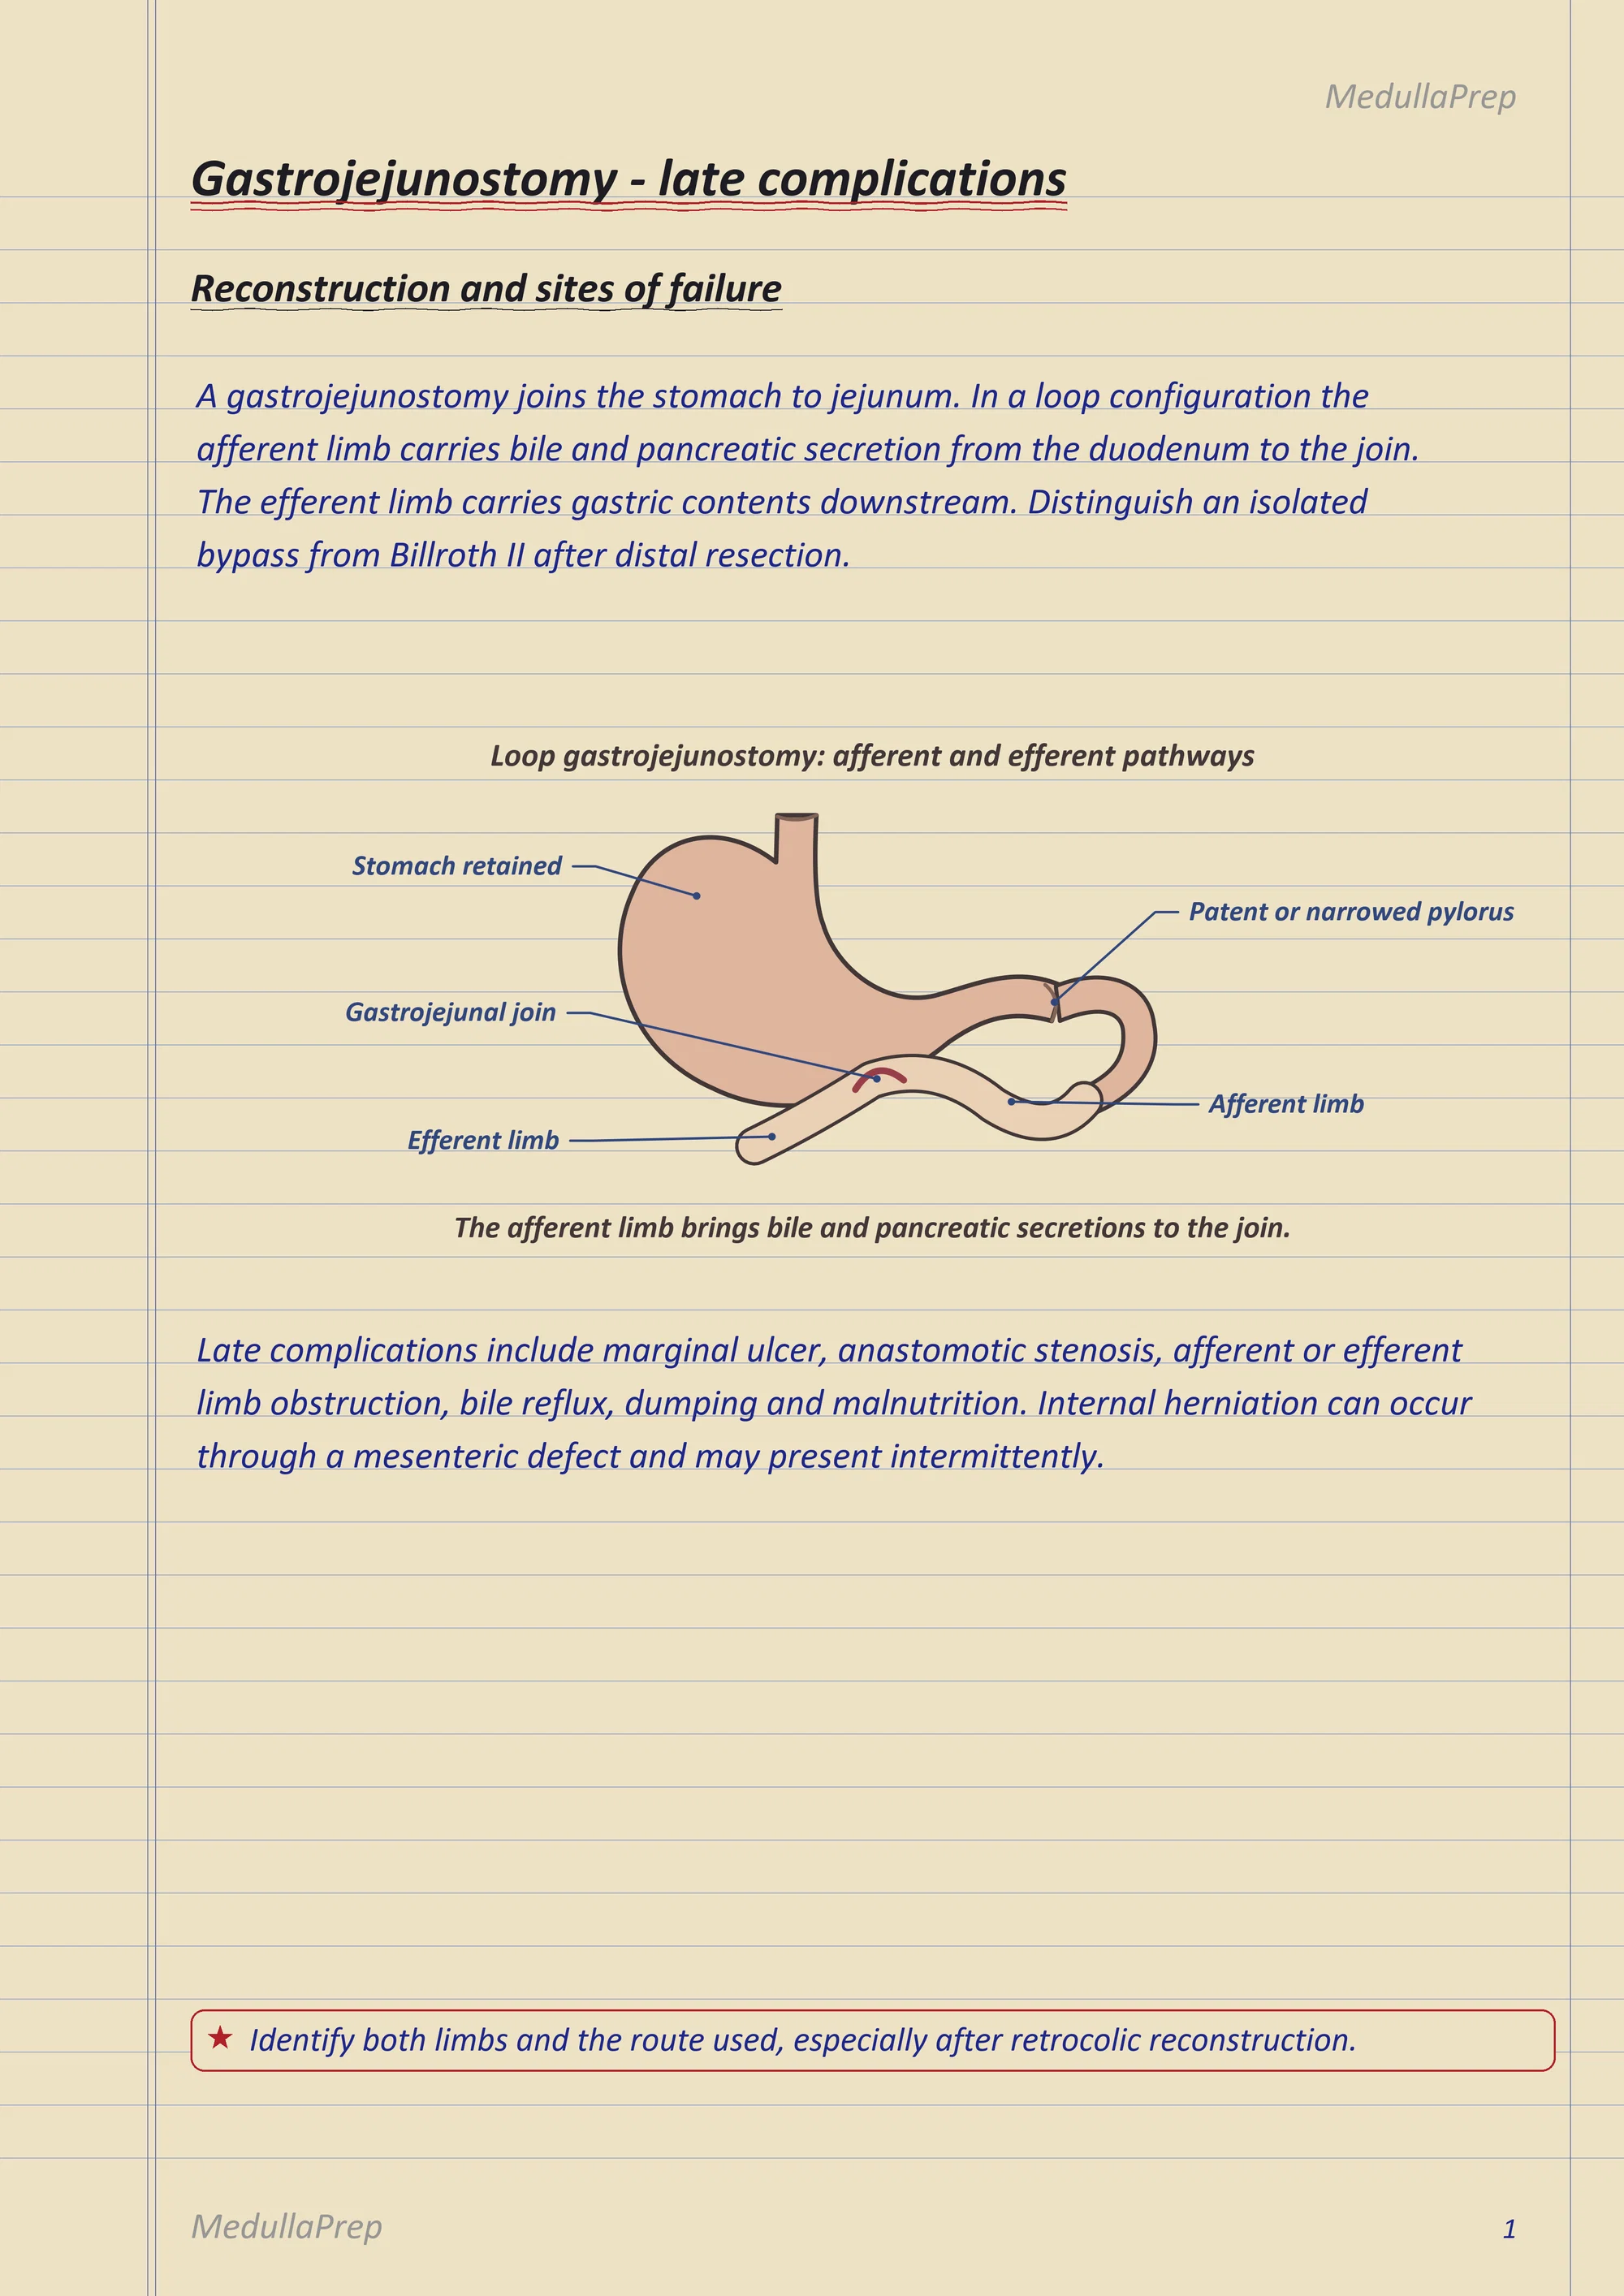 MedullaPrep
Gastrojejunostomy - late complications
Reconstruction and sites of failure
A gastrojejunostomy joins the stomach to jejunum. In a loop configuration the
afferent limb carries bile and pancreatic secretion from the duodenum to the join.
The efferent limb carries gastric contents downstream. Distinguish an isolated
bypass from Billroth II after distal resection.
Loop gastrojejunostomy: afferent and efferent pathways
Stomach retained
Patent or narrowed pylorus
Gastrojejunal join
Afferent limb
Efferent limb
The afferent limb brings bile and pancreatic secretions to the join.
Late complications include marginal ulcer, anastomotic stenosis, afferent or efferent
limb obstruction, bile reflux, dumping and malnutrition. Internal herniation can occur
through a mesenteric defect and may present intermittently.
★ Identify both limbs and the route used, especially after retrocolic reconstruction.
MedullaPrep
1